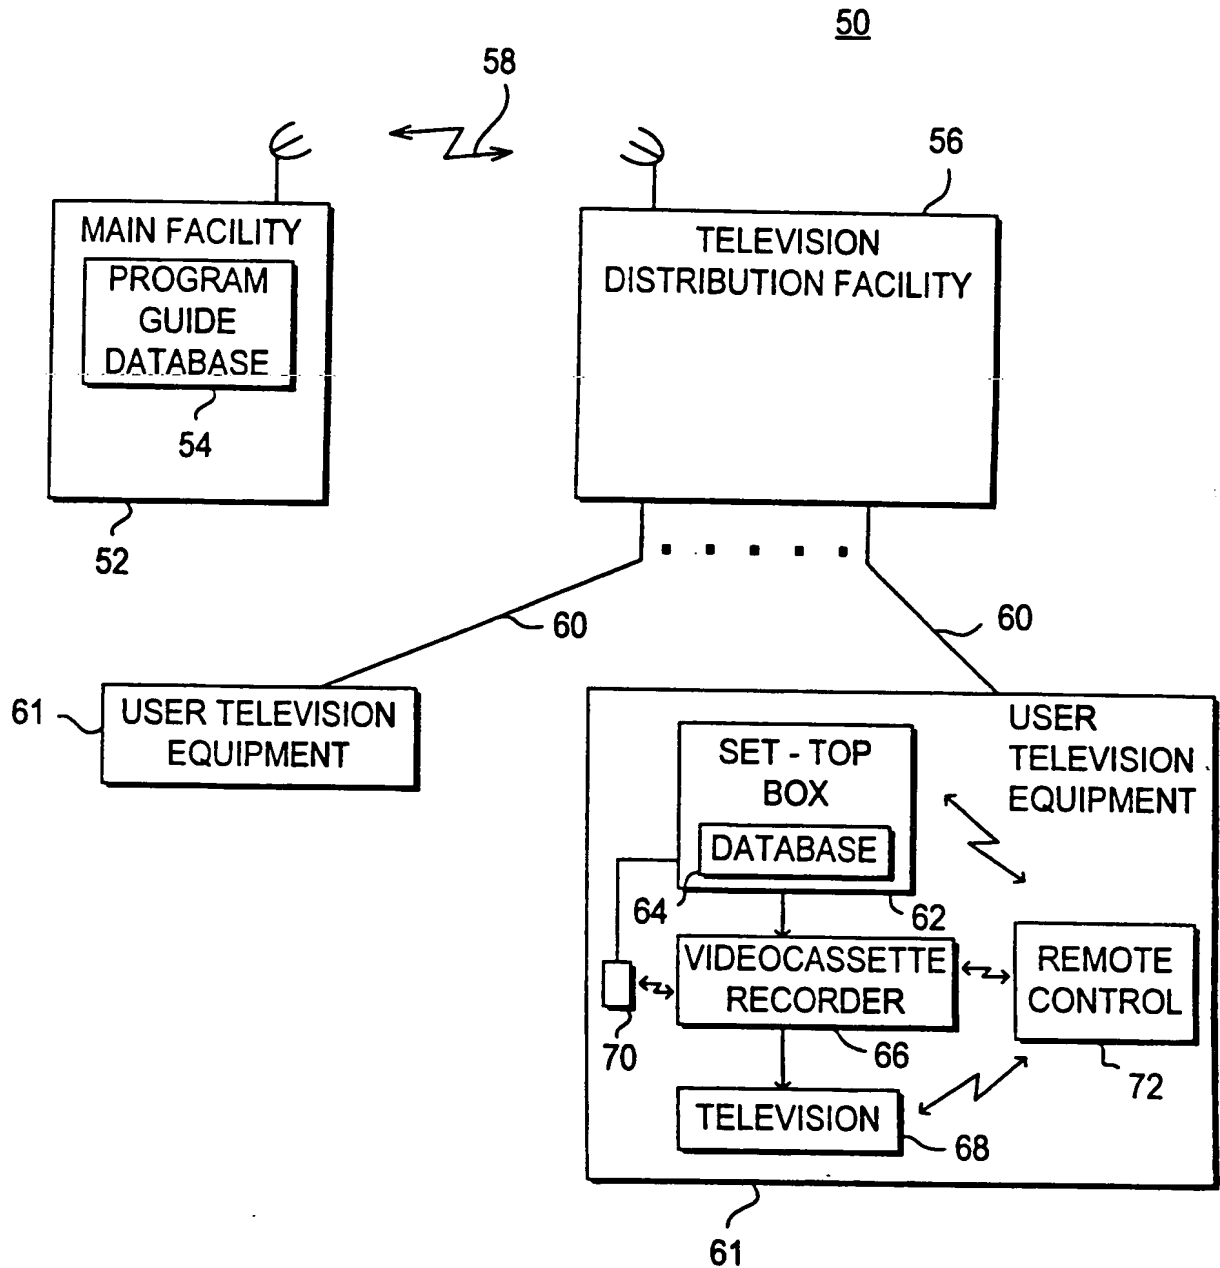 50
58
56
MAIN FACILITY
PROGRAM
GUIDE
DATABASE
54
52
TELEVISION
DISTRIBUTION FACILITY
60
60
61
USER TELEVISION
EQUIPMENT
USER
TELEVISION
EQUIPMENT
SET - TOP
BOX
DATABASE
64
62
VIDEOCASSETTE
RECORDER
REMOTE
CONTROL
70
66
72
TELEVISION
68
61